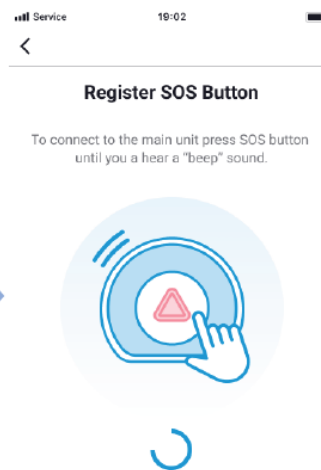 Service 19:02
Register SOS Button
To connect to the main unit press SOS button
until you a hear a “beep” sound.